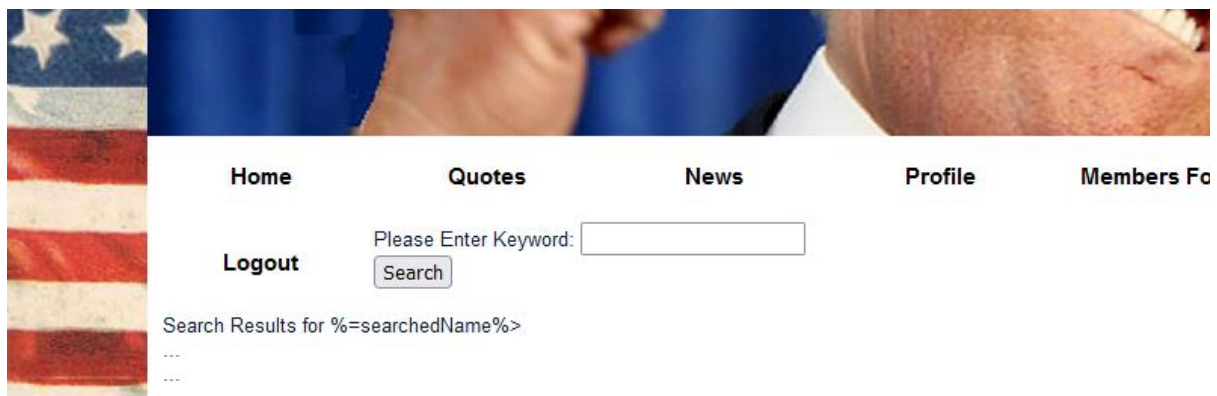 Home Quotes News Profile Members Fo
Please Enter Keyword:
Logout Search
Search Results for %=searchedName%>
---
---